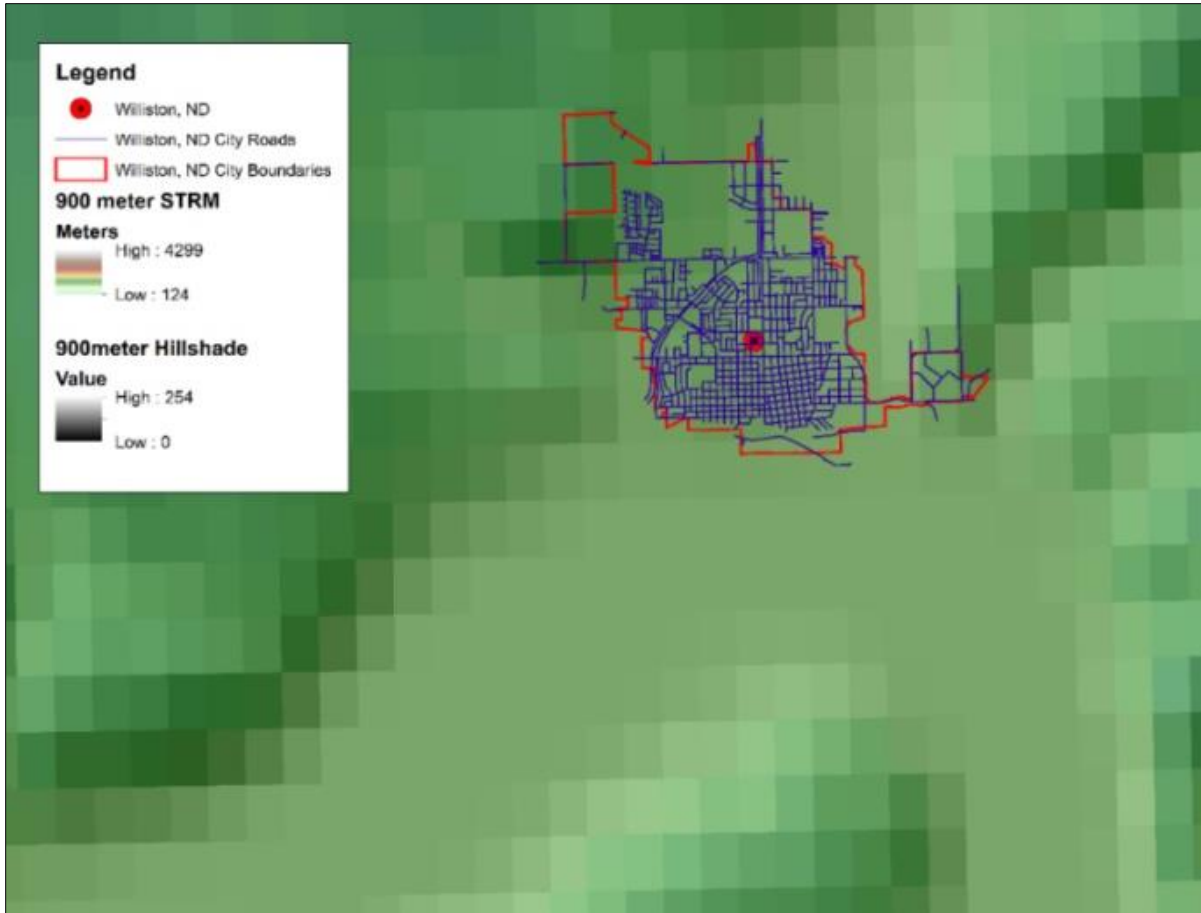 Legend
Williston, ND
Williston, ND City Roads
Williston, ND City Boundaries
900 meter STRM
Meters
High : 4299
Low : 124
900meter Hillshade
Value
High : 254
Low : 0